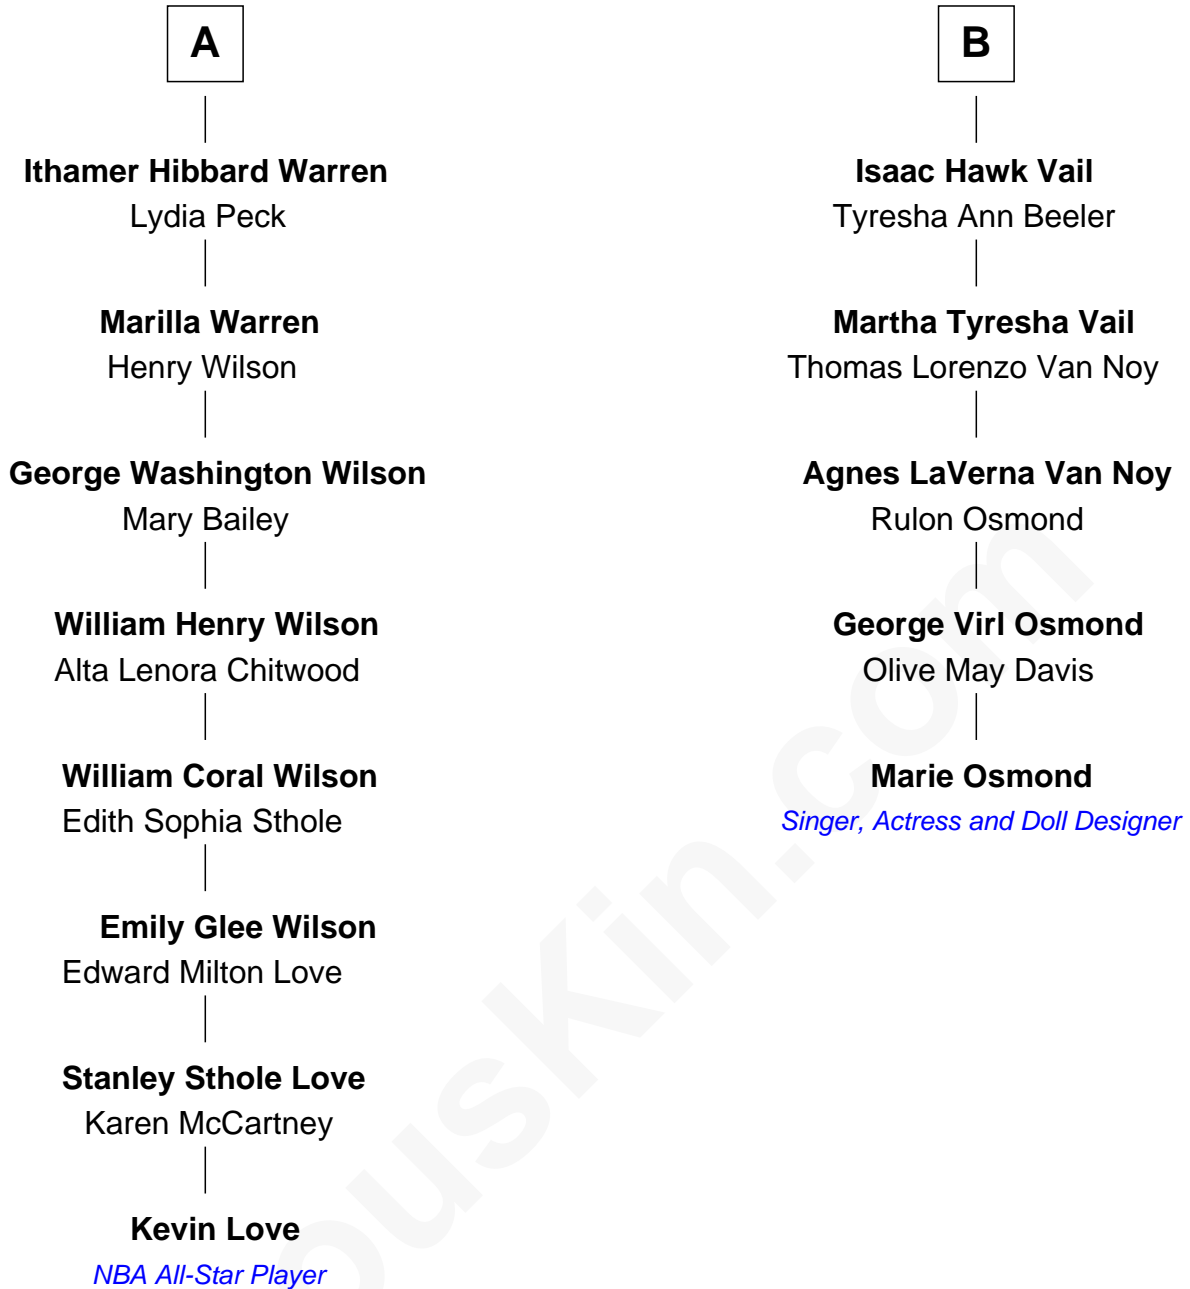 A
Ithamer Hibbard Warren
Lydia Peck
Marilla Warren
Henry Wilson
George Washington Wilson
Mary Bailey
William Henry Wilson
Alta Lenora Chitwood
William Coral Wilson
Edith Sophia Sthole
Emily Glee Wilson
Edward Milton Love
Stanley Sthole Love
Karen McCartney
Kevin Love
NBA All-Star Player
B
Isaac Hawk Vail
Tyresha Ann Beeler
Martha Tyresha Vail
Thomas Lorenzo Van Noy
Agnes LaVerna Van Noy
Rulon Osmond
George Virl Osmond
Olive May Davis
Marie Osmond
Singer, Actress and Doll Designer
ousKin.com